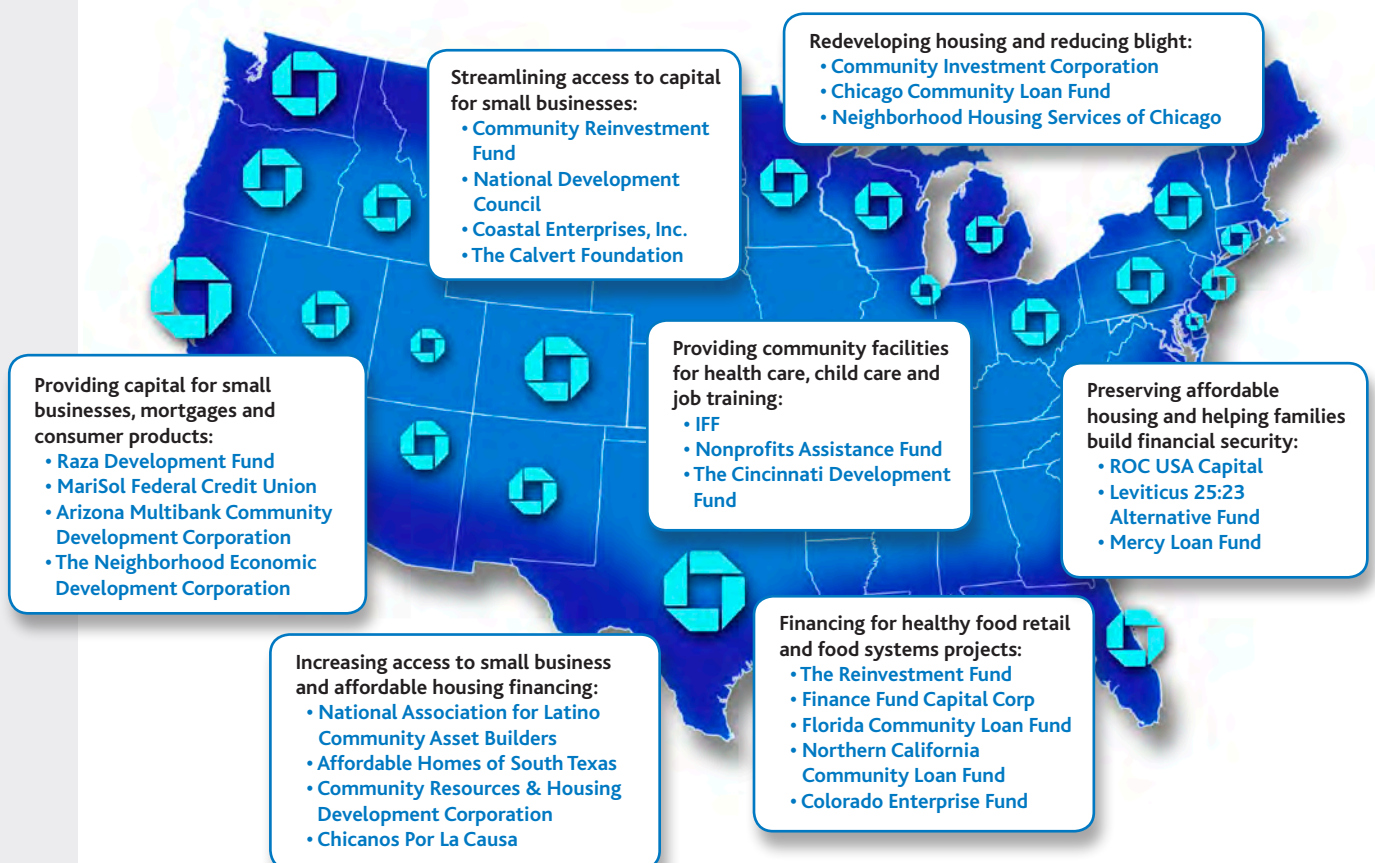 Streamlining access to capital
for small businesses:
• Community Reinvestment
Fund
• National Development
Council
• Coastal Enterprises, Inc.
• The Calvert Foundation
Redeveloping housing and reducing blight:
• Community Investment Corporation
• Chicago Community Loan Fund
• Neighborhood Housing Services of Chicago
Providing capital for small
businesses, mortgages and
consumer products:
• Raza Development Fund
• MariSol Federal Credit Union
• Arizona Multibank Community
Development Corporation
• The Neighborhood Economic
Development Corporation
Providing community facilities
for health care, child care and
job training:
• IFF
• Nonprofits Assistance Fund
• The Cincinnati Development
Fund
Preserving affordable
housing and helping families
build financial security:
• ROC USA Capital
• Leviticus 25:23
Alternative Fund
• Mercy Loan Fund
Increasing access to small business
and affordable housing financing:
• National Association for Latino
Community Asset Builders
• Affordable Homes of South Texas
• Community Resources & Housing
Development Corporation
• Chicanos Por La Causa
Financing for healthy food retail
and food systems projects:
• The Reinvestment Fund
• Finance Fund Capital Corp
• Florida Community Loan Fund
• Northern California
Community Loan Fund
• Colorado Enterprise Fund